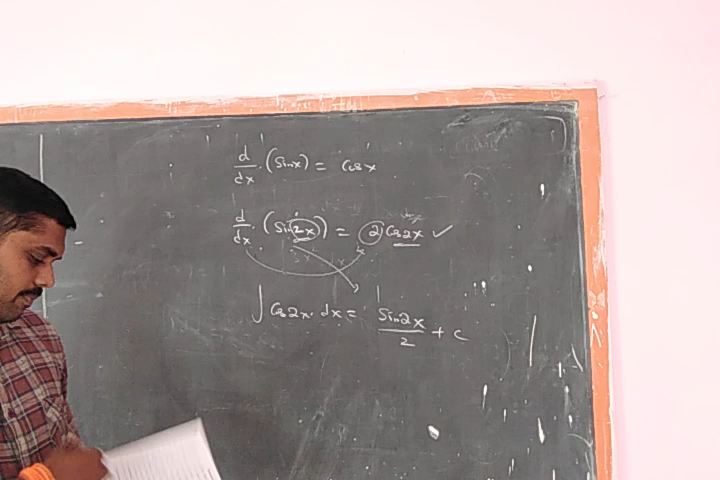 d/dx · (Sinx) = Cosx
d/dx · (Sin2x) = 2 Cos2x ✓
∫ Cos2x · dx = Sin2x/2 + c